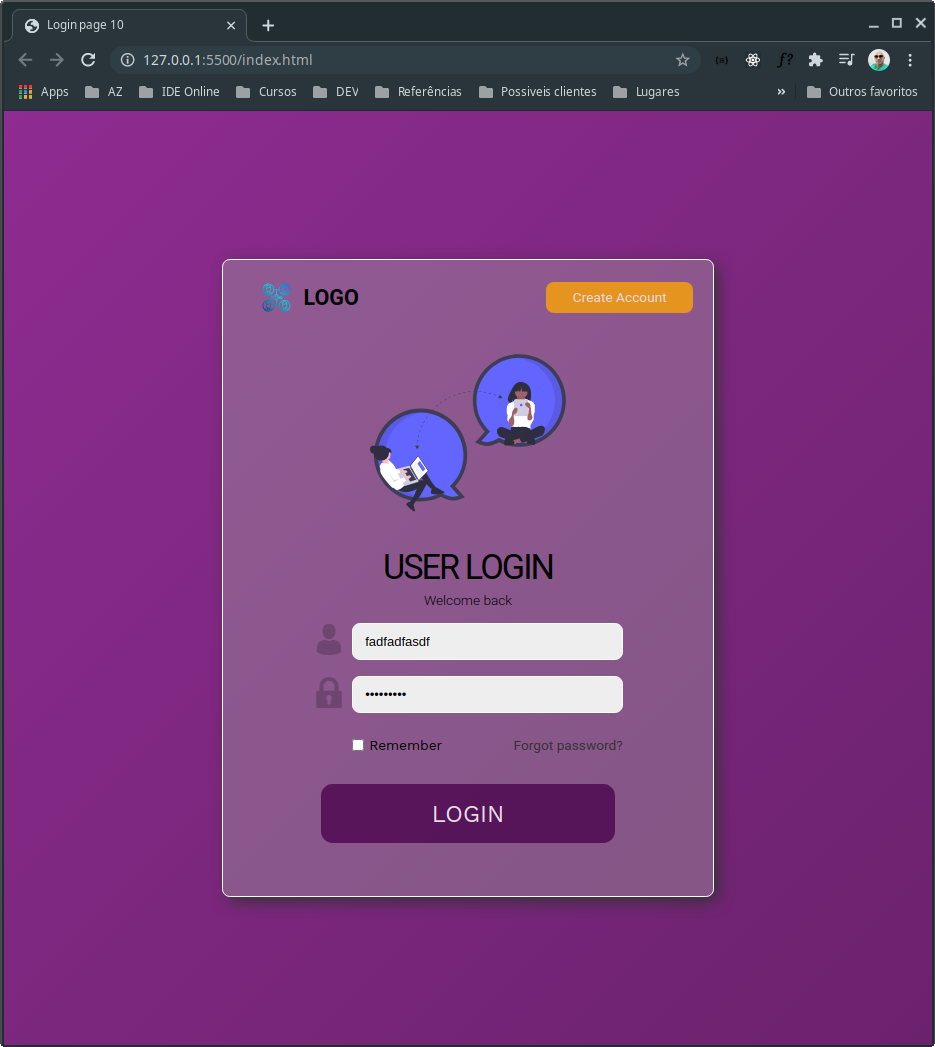 Login page 10
127.0.0.1:5500/index.html
Apps AZ IDE Online Cursos DEV Referências Possiveis clientes Lugares » Outros favoritos
LOGO Create Account
USER LOGIN
Welcome back
fadfadfasdf
•••••••••
Remember Forgot password?
LOGIN